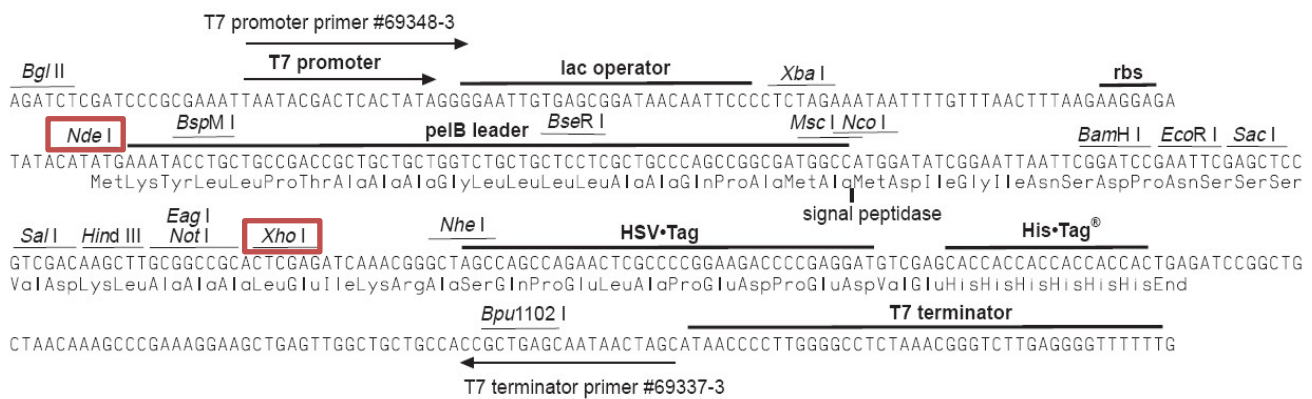 T7 promoter primer #69348-3
Bgl II T7 promoter lac operator Xba I rbs
AGATCTCGATCCCGCGAAATTAATACGACTCACTATAGGGGAATTGTGAGCGGATAACAATTCCCCTCTAGAAATAATTTTGTTTAACTTTAAGAAGGAGA
Nde I BspM I pelB leader BseR I Msc I Nco I BamH I EcoR I Sac I
TATACATATGAAATACCTGCTGCCGACCGCTGCTGCTGGTCTGCTGCTCCTCGCTGCCCAGCCGGCGATGGCCATGGATATCGGAATTAATTCGGATCCGAATTCGAGCTCC
MetLysTyrLeuLeuProThrAlaAlaAlaGlyLeuLeuLeuLeuAlaAlaGlnProAlaMetAlaMetAspIleGlyIleAsnSerAspProAsnSerSerSer
signal peptidase
Sal I Hind III Eag I Not I Xho I Nhe I HSV•Tag His•Tag®
GTCGACAAGCTTGCGGCCGCACTCGAGATCAAACGGGCTAGCCAGCCAGAACTCGCCCCGGAAGACCCCGAGGATGTCGAGCACCACCACCACCACCACTGAGATCCGGCTG
ValAspLysLeuAlaAlaAlaLeuGluIleLysArgAlaSerGlnProGluLeuAlaProGluAspProGluAspValGluHisHisHisHisHisHisEnd
Bpu1102 I T7 terminator
CTAACAAAGCCCGAAAGGAAGCTGAGTTGGCTGCTGCCACCGCTGAGCAATAACTAGCATAACCCCTTGGGGCCTCTAAACGGGTCTTGAGGGGTTTTTTG
T7 terminator primer #69337-3